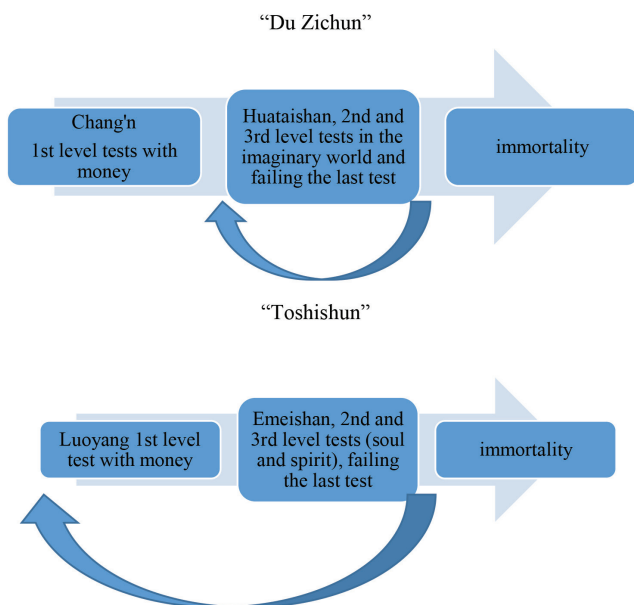 “Du Zichun”
Chang'n
1st level tests with
money
Huataishan, 2nd and
3rd level tests in the
imaginary world and
failing the last test
immortality
“Toshishun”
Luoyang 1st level
test with money
Emeishan, 2nd and
3rd level tests (soul
and spirit), failing
the last test
immortality